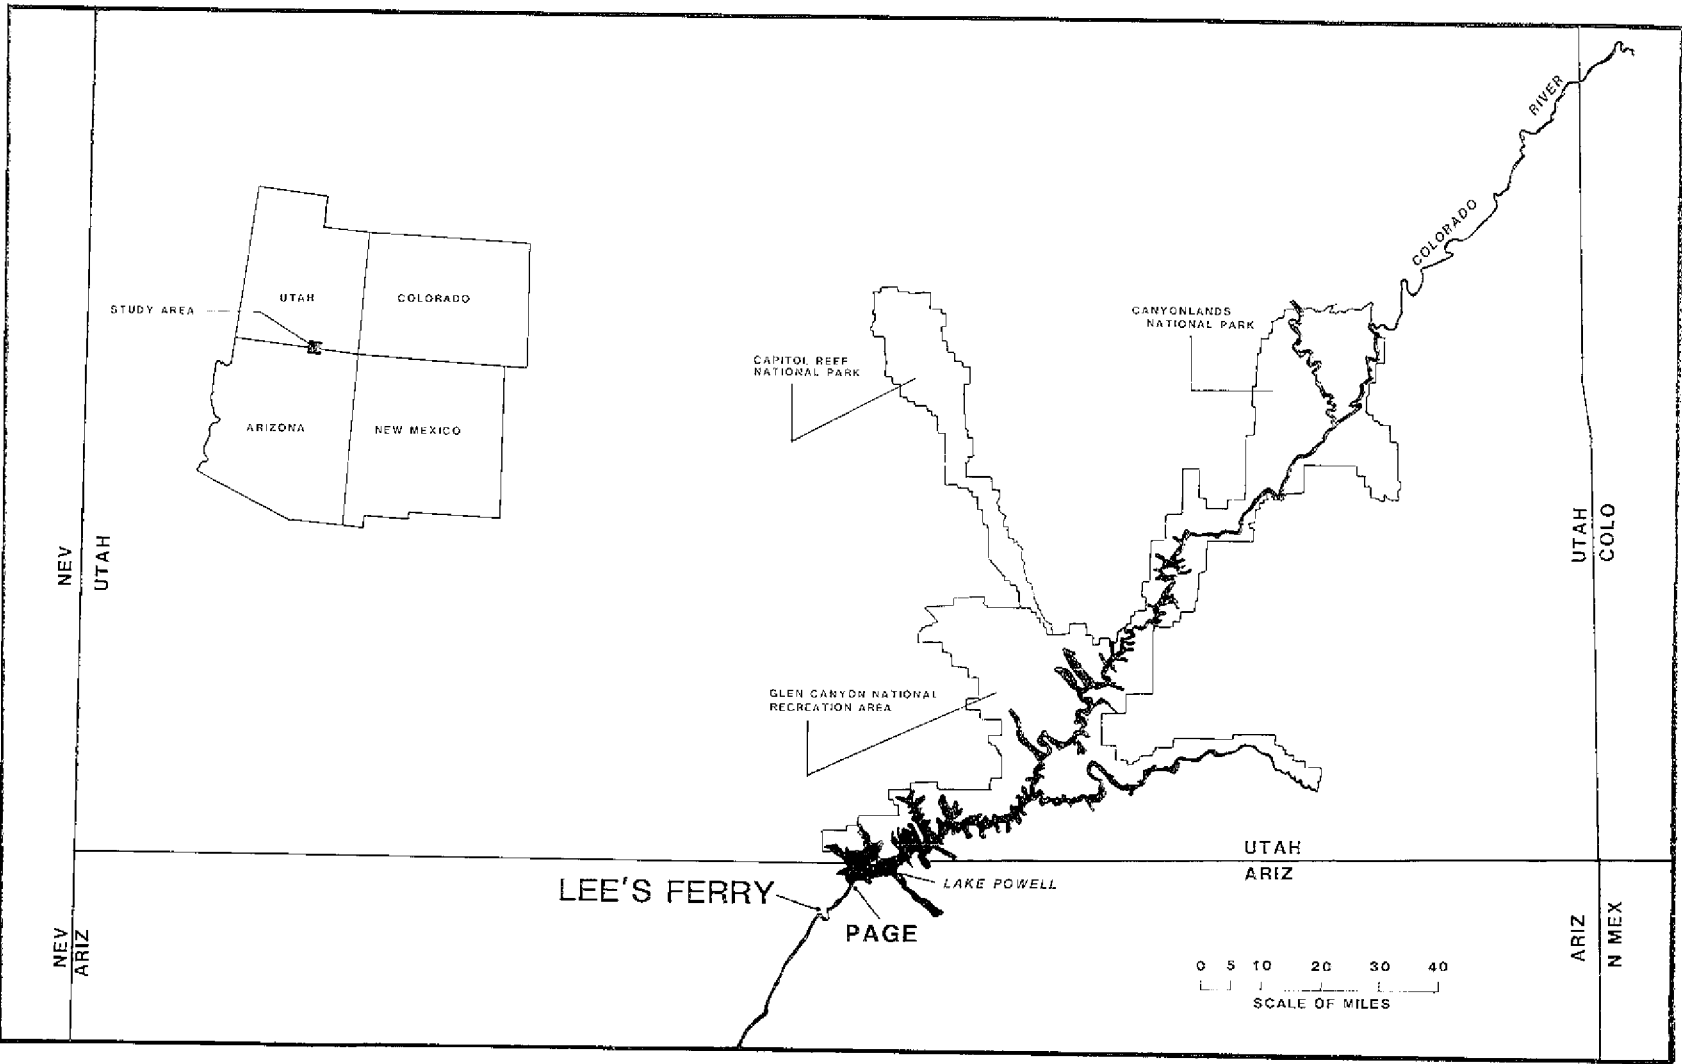 RIVER
COLORADO
UTAH
COLORADO
STUDY AREA
ARIZONA
NEW MEXICO
CANYONLANDS
NATIONAL PARK
CAPITOL REEF
NATIONAL PARK
NEV
UTAH
UTAH
COLO
GLEN CANYON NATIONAL
RECREATION AREA
UTAH
ARIZ
LAKE POWELL
LEE'S FERRY
PAGE
NEV
ARIZ
ARIZ
N MEX
0 5 10 20 30 40
SCALE OF MILES